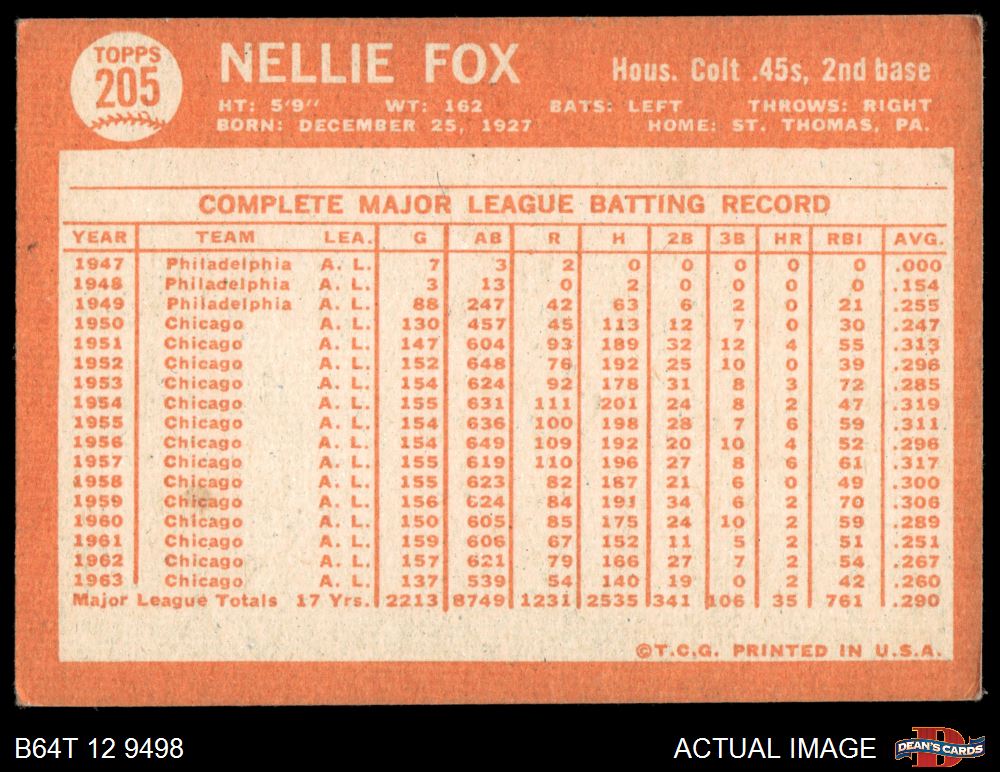 TOPPS
205
NELLIE FOX
Hous. Colt .45s, 2nd base
HT: 5'9" WT: 162 BATS: LEFT THROWS: RIGHT
BORN: DECEMBER 25, 1927 HOME: ST. THOMAS, PA.
COMPLETE MAJOR LEAGUE BATTING RECORD
YEAR TEAM LEA. G AB R H 2B 3B HR RBI AVG.
1947 Philadelphia A. L. 7 3 2 0 0 0 0 0 .000
1948 Philadelphia A. L. 3 13 0 2 0 0 0 0 .154
1949 Philadelphia A. L. 88 247 42 63 6 2 0 21 .255
1950 Chicago A. L. 130 457 45 113 12 7 0 30 .247
1951 Chicago A. L. 147 604 93 189 32 12 4 55 .313
1952 Chicago A. L. 152 648 76 192 25 10 0 39 .296
1953 Chicago A. L. 154 624 92 178 31 8 3 72 .285
1954 Chicago A. L. 155 631 111 201 24 8 2 47 .319
1955 Chicago A. L. 154 636 100 198 28 7 6 59 .311
1956 Chicago A. L. 154 649 109 192 20 10 4 52 .296
1957 Chicago A. L. 155 619 110 196 27 8 6 61 .317
1958 Chicago A. L. 155 623 82 187 21 6 0 49 .300
1959 Chicago A. L. 156 624 84 191 34 6 2 70 .306
1960 Chicago A. L. 150 605 85 175 24 10 2 59 .289
1961 Chicago A. L. 159 606 67 152 11 5 2 51 .251
1962 Chicago A. L. 157 621 79 166 27 7 2 54 .267
1963 Chicago A. L. 137 539 54 140 19 0 2 42 .260
Major League Totals 17 Yrs. 2213 8749 1231 2535 341 106 35 761 .290
©T.C.G. PRINTED IN U.S.A.
B64T 12 9498
ACTUAL IMAGE
DEAN'S CARDS